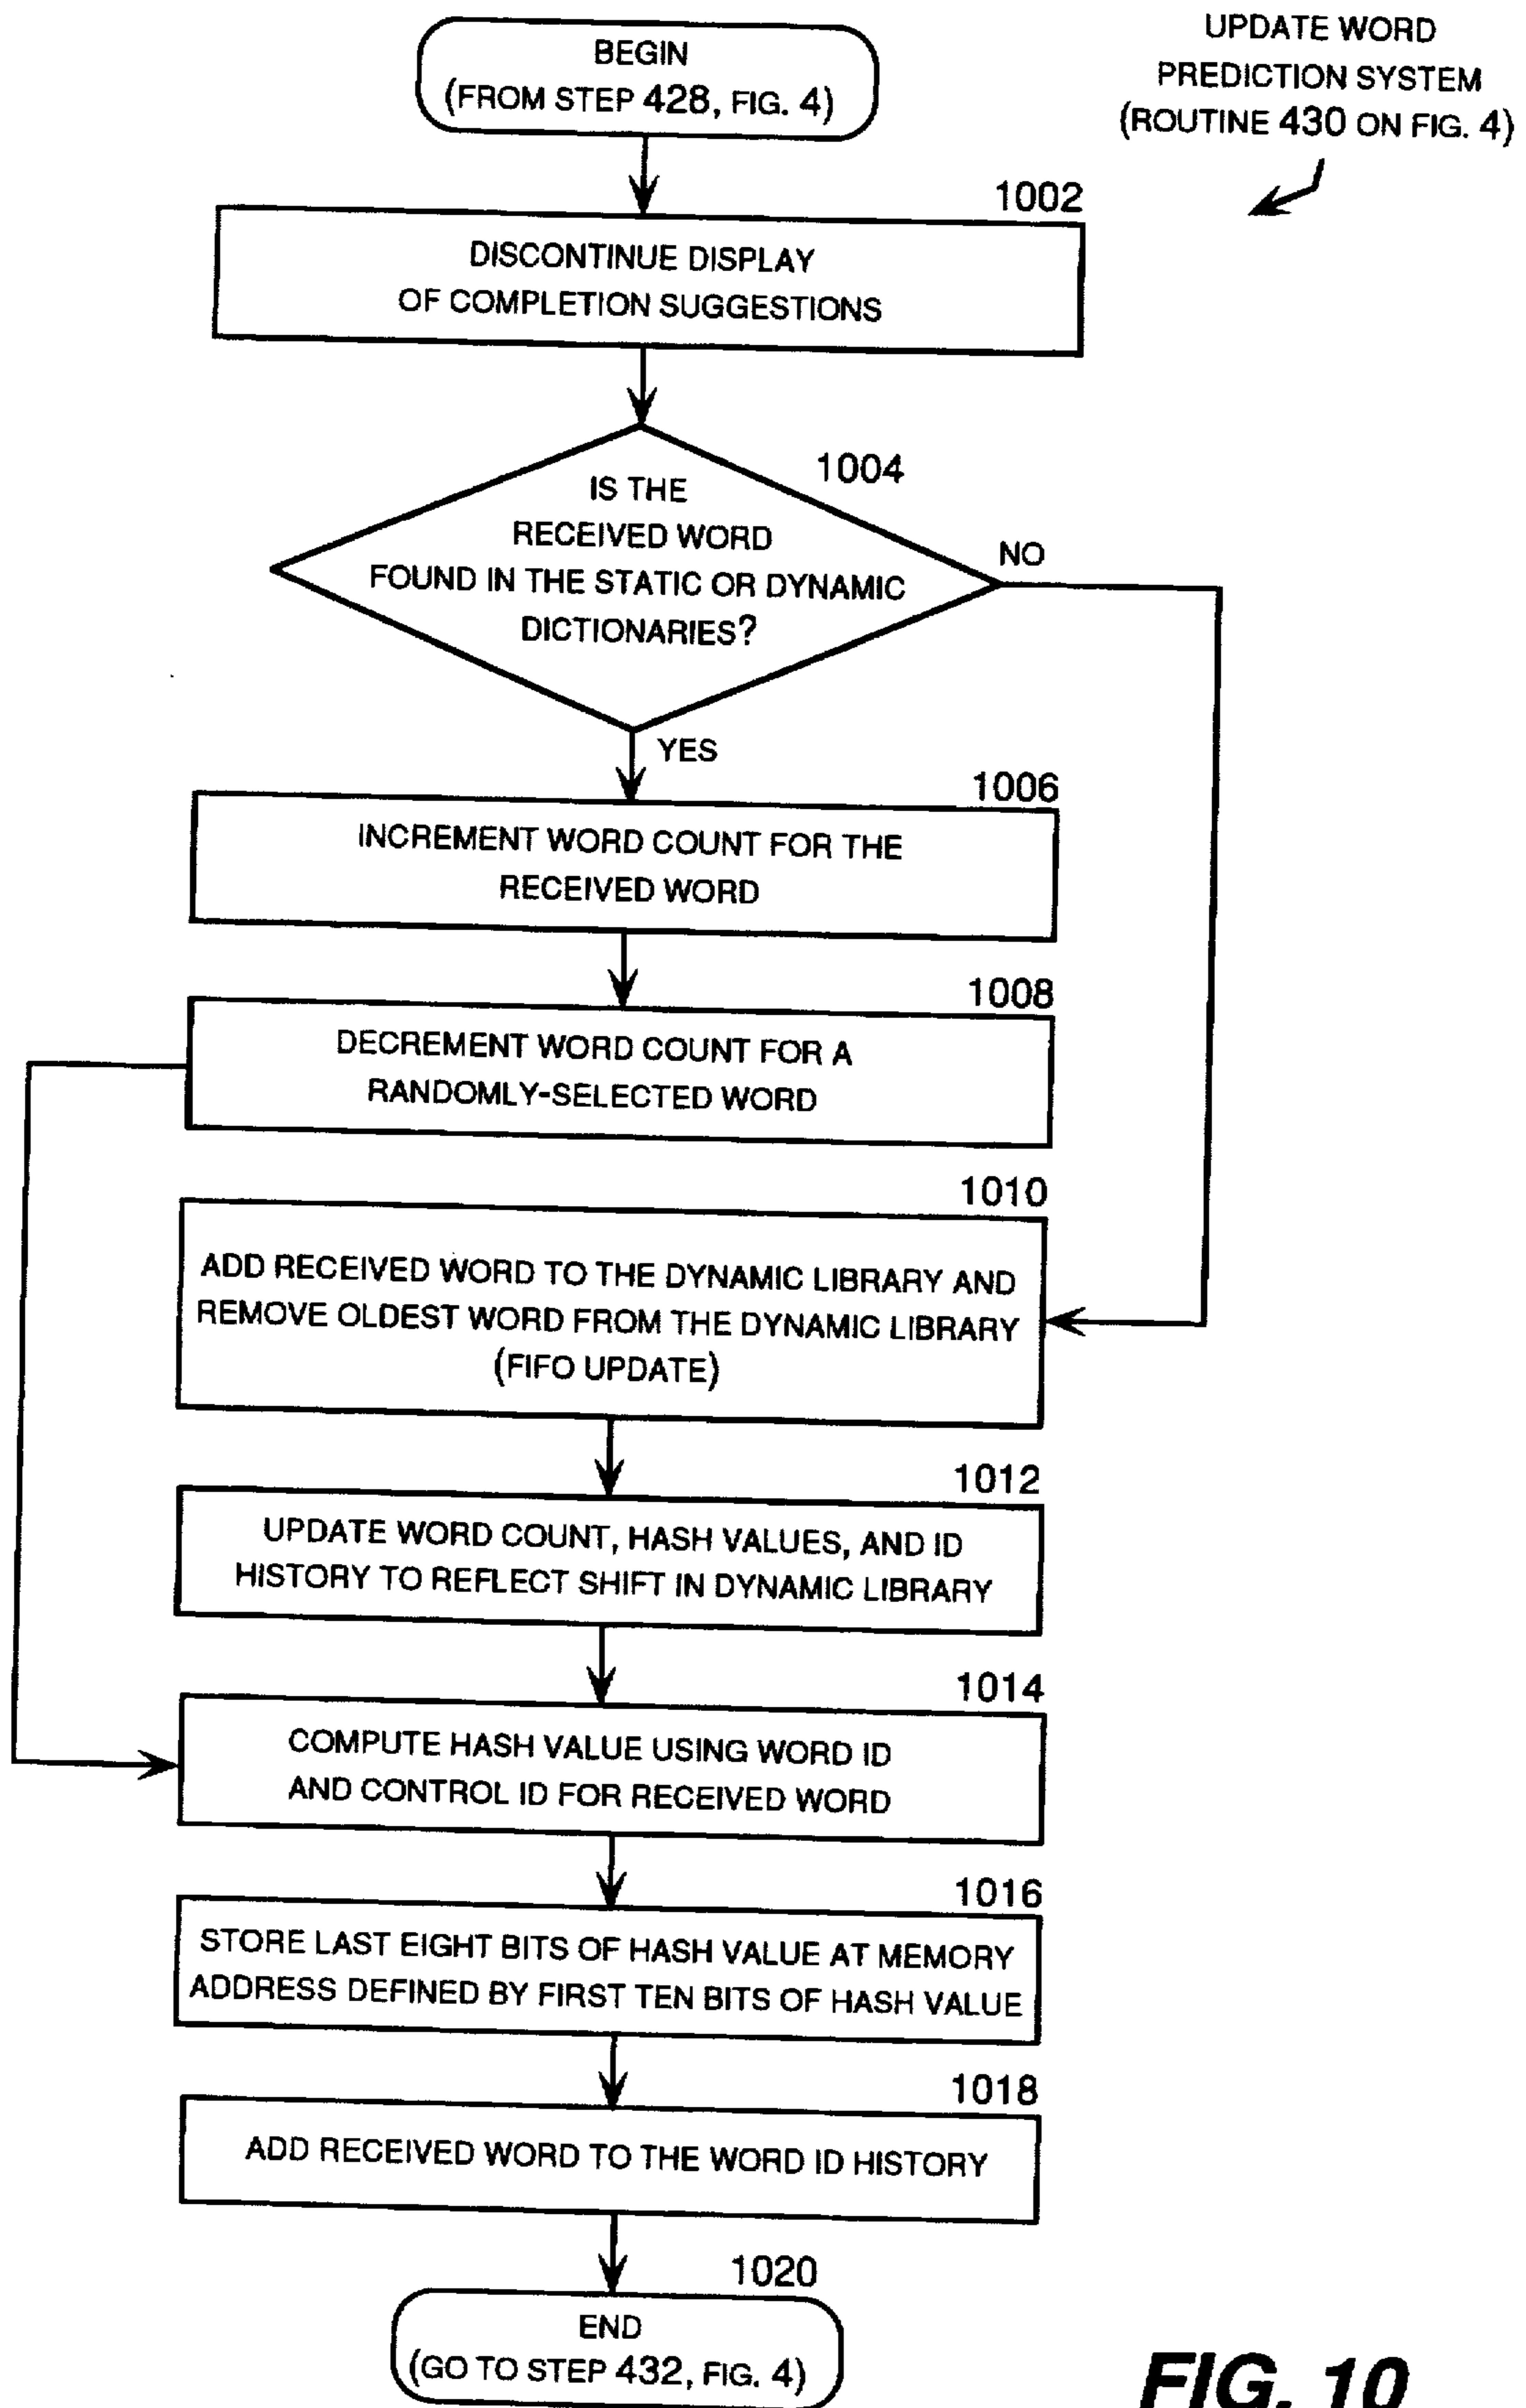 UPDATE WORD
PREDICTION SYSTEM
(ROUTINE 430 ON FIG. 4)
BEGIN
(FROM STEP 428, FIG. 4)
1002
DISCONTINUE DISPLAY
OF COMPLETION SUGGESTIONS
1004
IS THE
RECEIVED WORD
FOUND IN THE STATIC OR DYNAMIC
DICTIONARIES?
NO
YES
1006
INCREMENT WORD COUNT FOR THE
RECEIVED WORD
1008
DECREMENT WORD COUNT FOR A
RANDOMLY-SELECTED WORD
1010
ADD RECEIVED WORD TO THE DYNAMIC LIBRARY AND
REMOVE OLDEST WORD FROM THE DYNAMIC LIBRARY
(FIFO UPDATE)
1012
UPDATE WORD COUNT, HASH VALUES, AND ID
HISTORY TO REFLECT SHIFT IN DYNAMIC LIBRARY
1014
COMPUTE HASH VALUE USING WORD ID
AND CONTROL ID FOR RECEIVED WORD
1016
STORE LAST EIGHT BITS OF HASH VALUE AT MEMORY
ADDRESS DEFINED BY FIRST TEN BITS OF HASH VALUE
1018
ADD RECEIVED WORD TO THE WORD ID HISTORY
1020
END
(GO TO STEP 432, FIG. 4)
FIG. 10